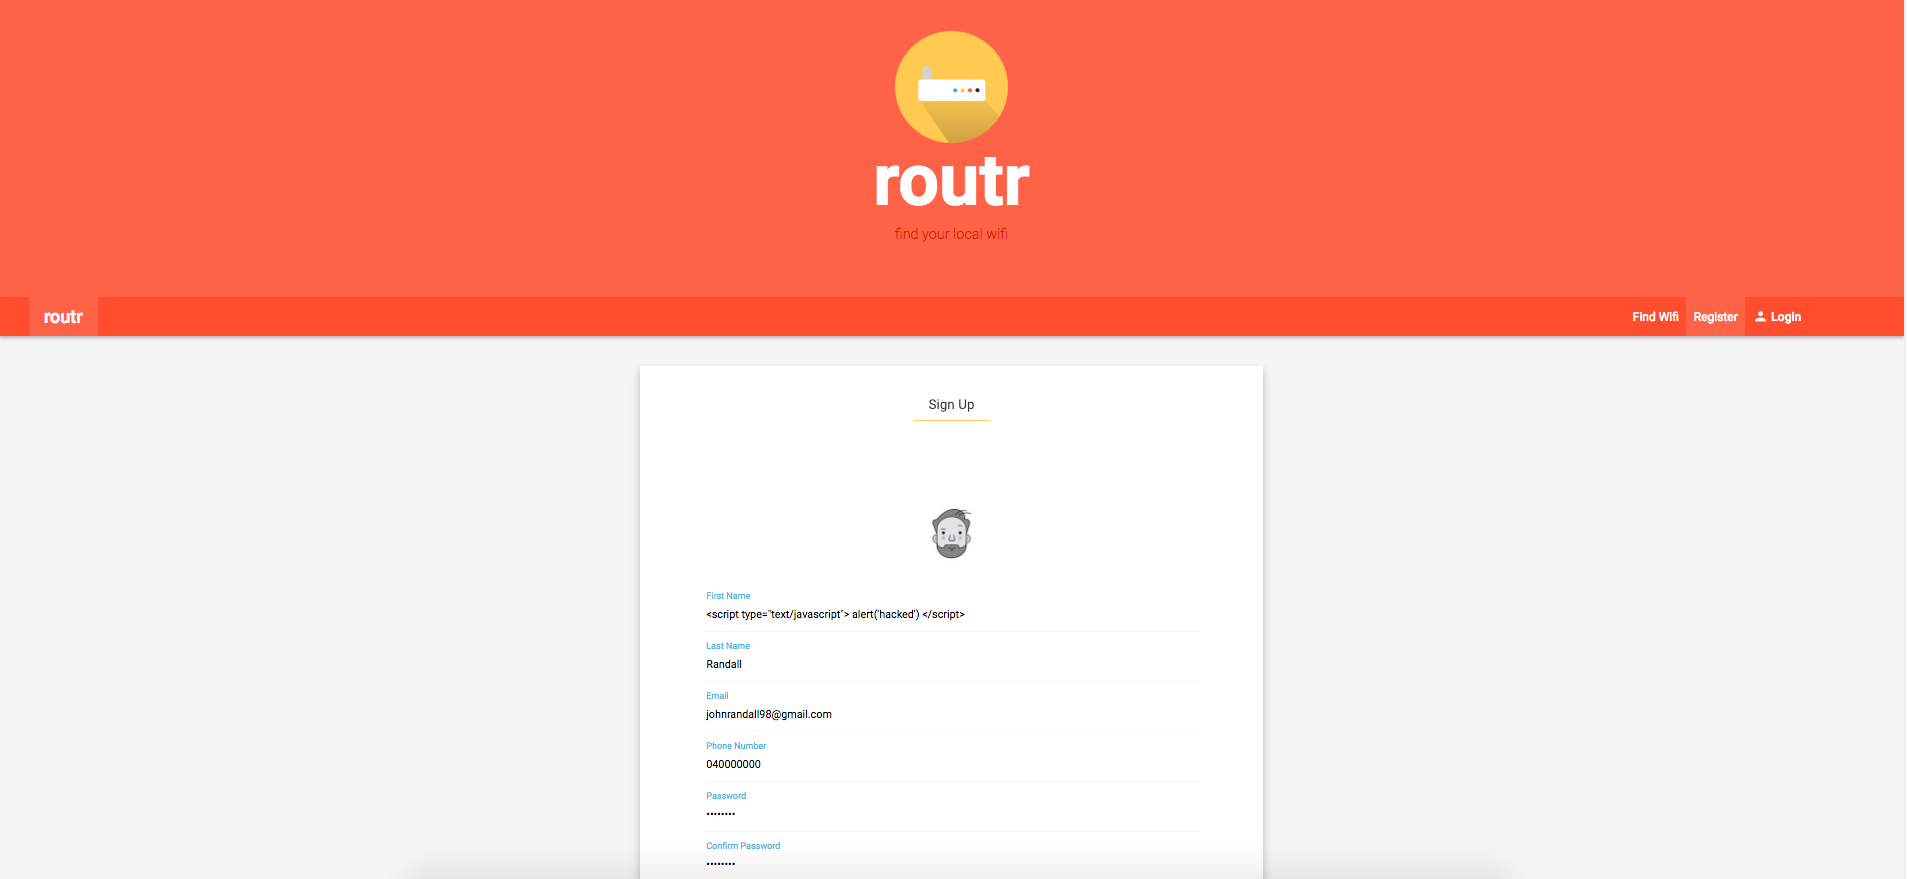 routr
find your local wifi
routr
Find Wifi Register Login
Sign Up
First Name
<script type="text/javascript"> alert('hacked') </script>
Last Name
Randall
Email
johnrandall98@gmail.com
Phone Number
040000000
Password
••••••••
Confirm Password
••••••••